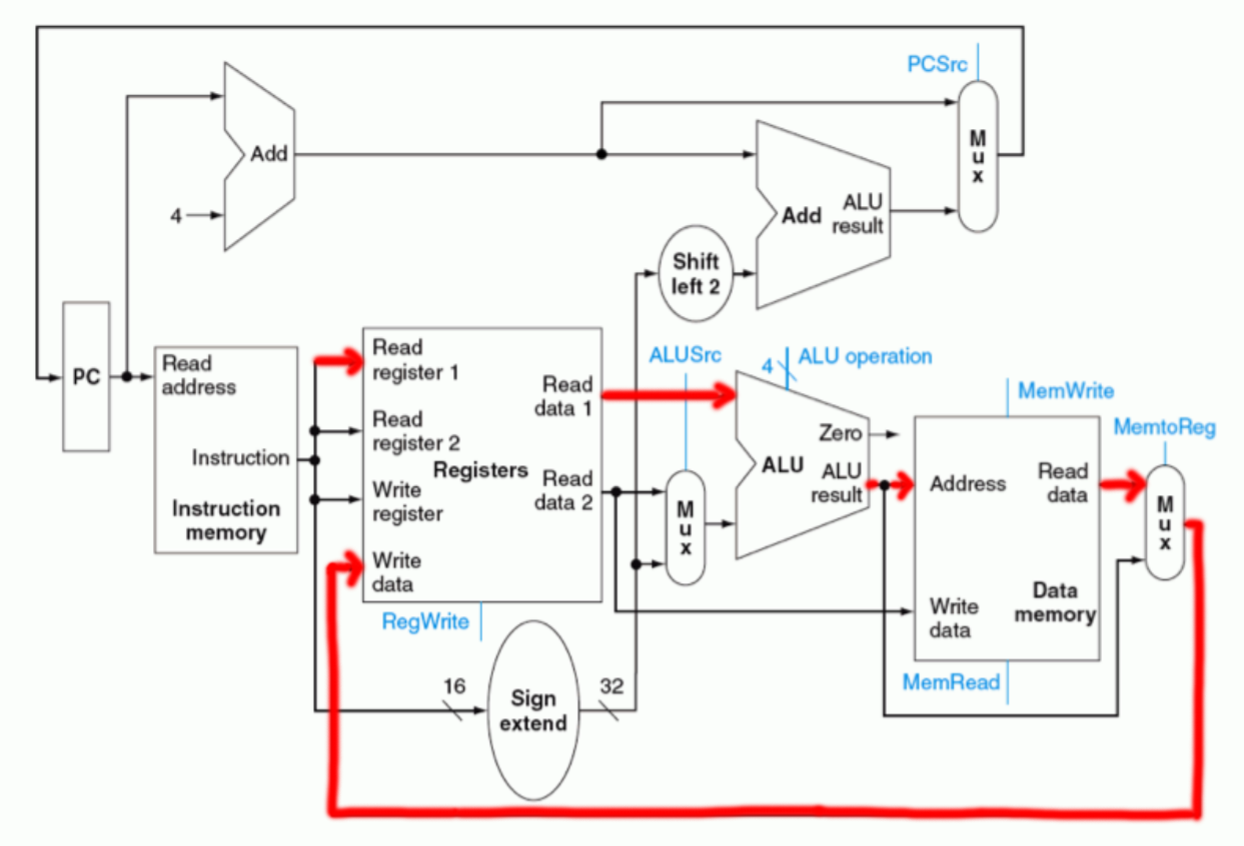 PCSrc
M
u
x
Add
4
Add
ALU
result
Shift
left 2
PC
Read
address
Instruction
Instruction
memory
Read
register 1
Read
register 2
Write
register
Write
data
Registers
Read
data 1
Read
data 2
RegWrite
16
Sign
extend
32
ALUSrc
M
u
x
4
ALU operation
Zero
ALU
ALU
result
MemWrite
Address
Read
data
Write
data
Data
memory
MemRead
MemtoReg
M
u
x